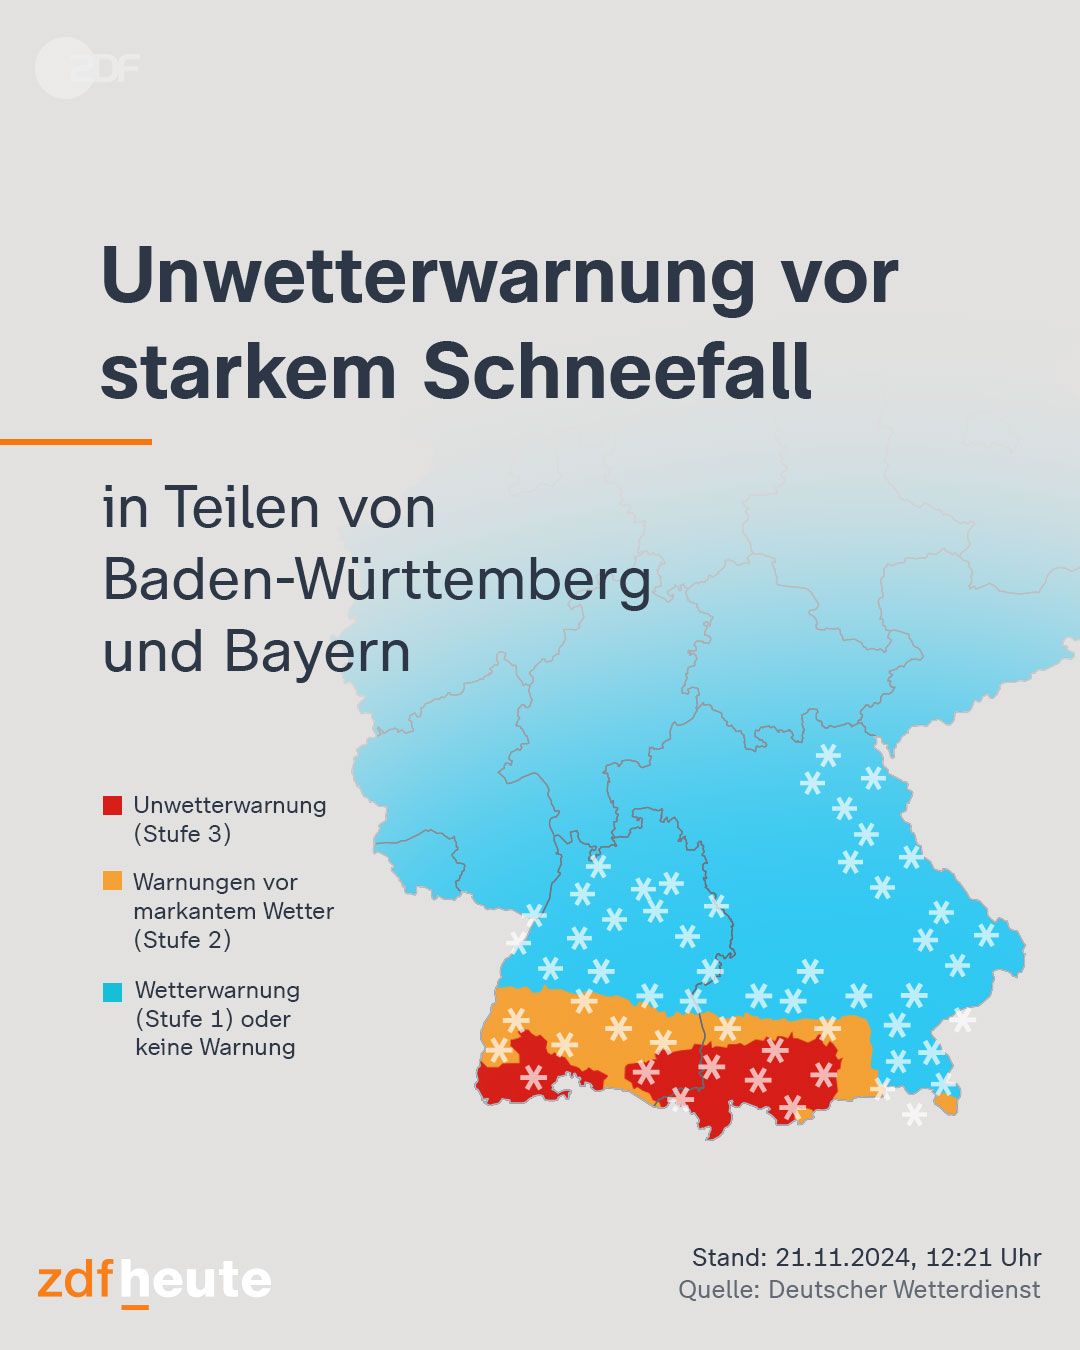 ZDF
Unwetterwarnung vor
starkem Schneefall
in Teilen von
Baden-Württemberg
und Bayern
Unwetterwarnung
(Stufe 3)
Warnungen vor
markantem Wetter
(Stufe 2)
Wetterwarnung
(Stufe 1) oder
keine Warnung
zdfheute
Stand: 21.11.2024, 12:21 Uhr
Quelle: Deutscher Wetterdienst